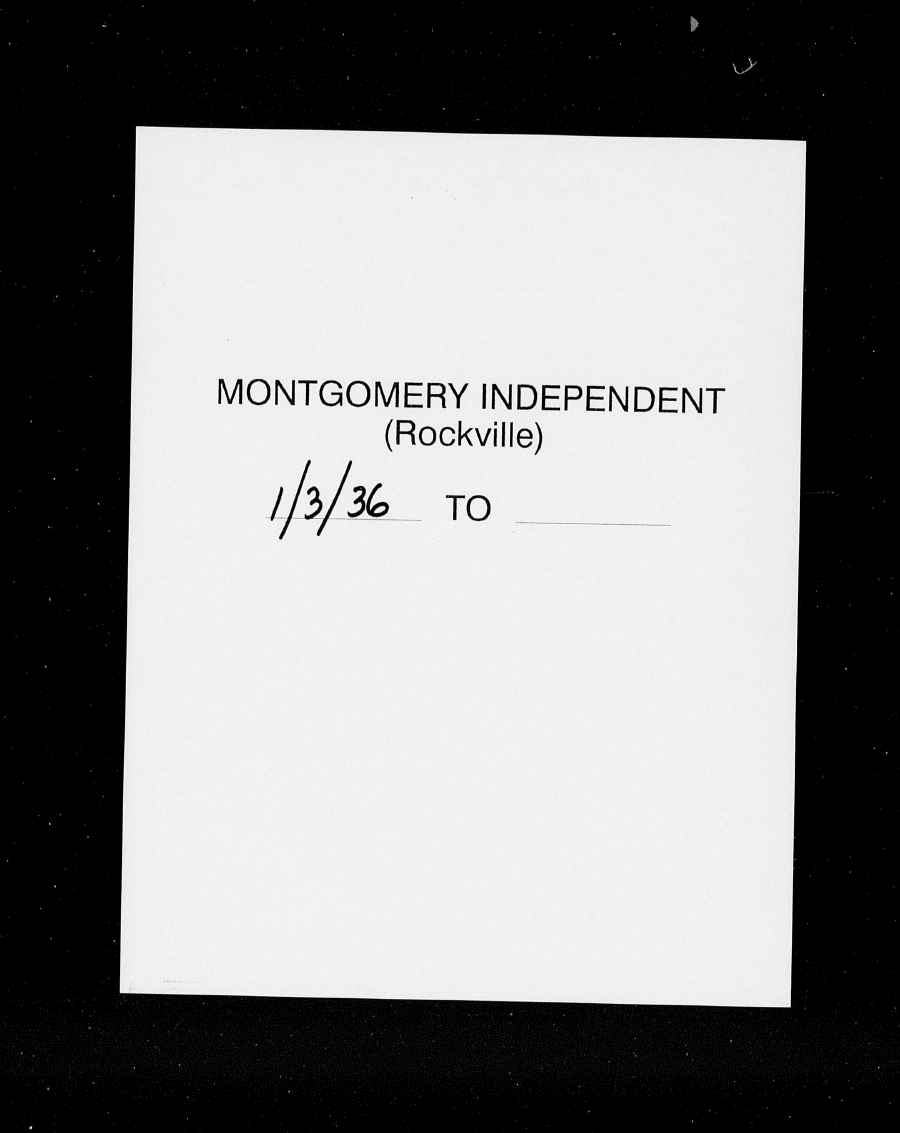 MONTGOMERY INDEPENDENT
(Rockville)
1/3/36 TO